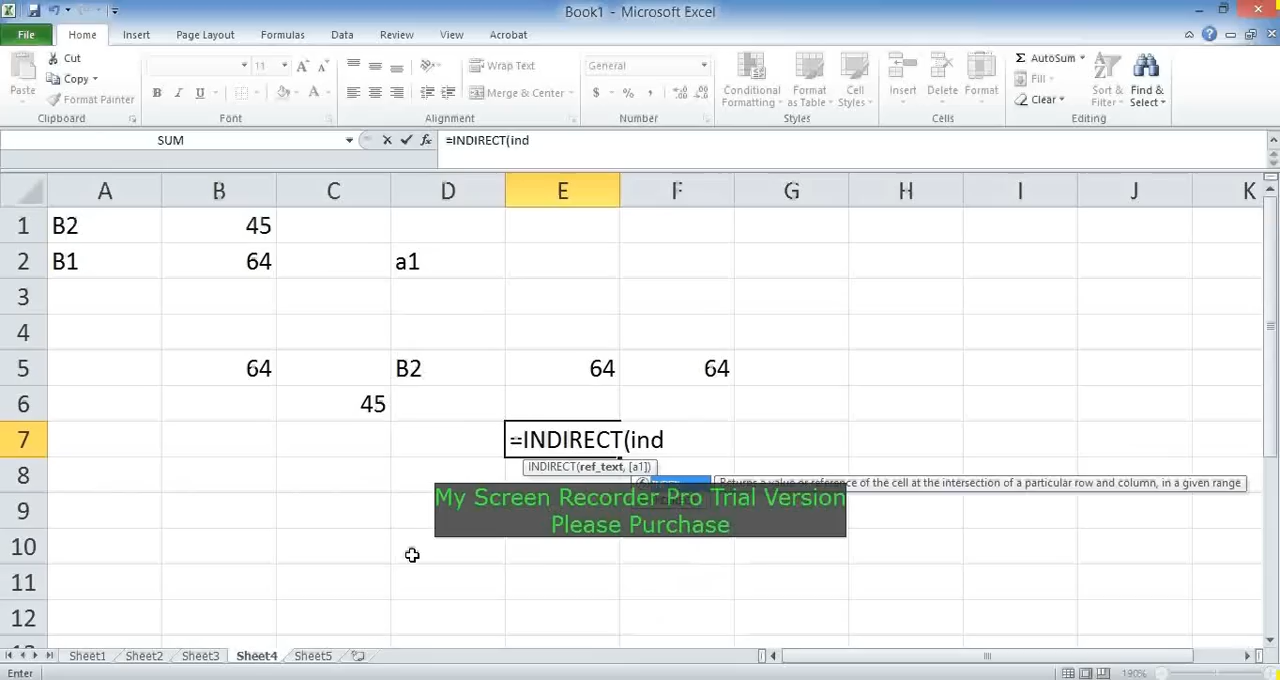 Book1 - Microsoft Excel
File Home Insert Page Layout Formulas Data Review View Acrobat
Paste
Cut
Copy
Format Painter
Clipboard
11 A A
B I U A
Font
Wrap Text
Merge & Center
Alignment
General
$ % ,
Number
Conditional Formatting
Format as Table
Cell Styles
Styles
Insert
Delete
Format
Cells
Σ AutoSum
Fill
Clear
Sort & Filter
Find & Select
Editing
SUM fx =INDIRECT(ind
A B C D E F G H I J K
1 B2 45
2 B1 64 a1
3
4
5 64 B2 64 64
6 45
7 =INDIRECT(ind
INDIRECT(ref_text, [a1])
8 Returns a value or reference of the cell at the intersection of a particular row and column, in a given range
My Screen Recorder Pro Trial Version
Please Purchase
9
10
11
12
Sheet1 Sheet2 Sheet3 Sheet4 Sheet5
Enter 190%